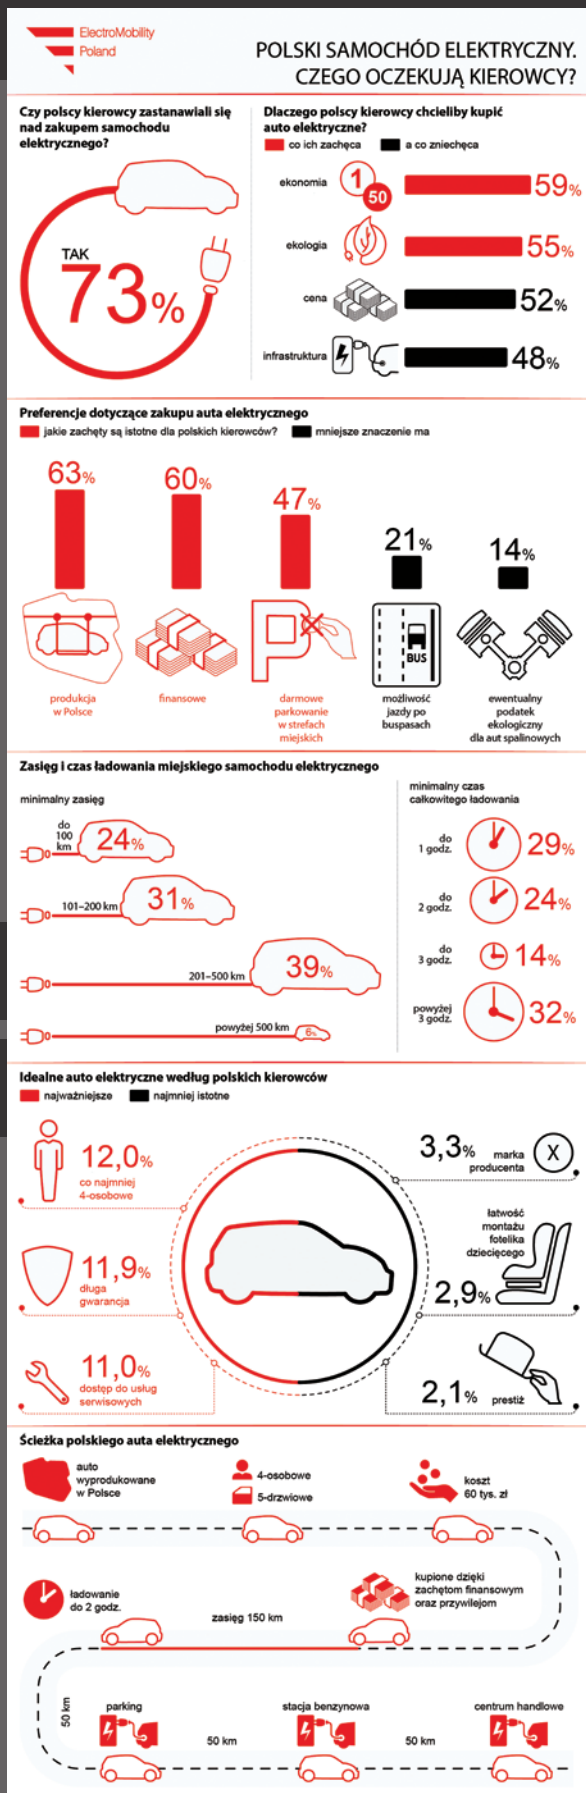 ElectroMobility
Poland
POLSKI SAMOCHÓD ELEKTRYCZNY.
CZEGO OCZEKUJĄ KIEROWCY?
Czy polscy kierowcy zastanawiali się
nad zakupem samochodu
elektrycznego?
TAK
73%
Dlaczego polscy kierowcy chcieliby kupić
auto elektryczne?
co ich zachęca
a co zniechęca
ekonomia
1
50
59%
ekologia
55%
cena
52%
infrastruktura
48%
Preferencje dotyczące zakupu auta elektrycznego
jakie zachęty są istotne dla polskich kierowców?
mniejsze znaczenie ma
63%
60%
47%
21%
14%
P
BUS
produkcja
w Polsce
finansowe
darmowe
parkowanie
w strefach
miejskich
możliwość
jazdy po
buspasach
ewentualny
podatek
ekologiczny
dla aut spalinowych
Zasięg i czas ładowania miejskiego samochodu elektrycznego
minimalny zasięg
do
100
km
24%
101–200 km
31%
201–500 km
39%
powyżej 500 km
6%
minimalny czas
całkowitego ładowania
do
1 godz.
29%
do
2 godz.
24%
do
3 godz.
14%
powyżej
3 godz.
32%
Idealne auto elektryczne według polskich kierowców
najważniejsze
najmniej istotne
12,0%
co najmniej
4-osobowe
11,9%
długa
gwarancja
11,0%
dostęp do usług
serwisowych
3,3%
marka
producenta
X
łatwość
montażu
fotelika
dziecięcego
2,9%
2,1%
prestiż
Ścieżka polskiego auta elektrycznego
auto
wyprodukowane
w Polsce
4-osobowe
5-drzwiowe
koszt
60 tys. zł
ładowanie
do 2 godz.
zasięg 150 km
kupione dzięki
zachętom finansowym
oraz przywilejom
50 km
parking
50 km
stacja benzynowa
50 km
centrum handlowe